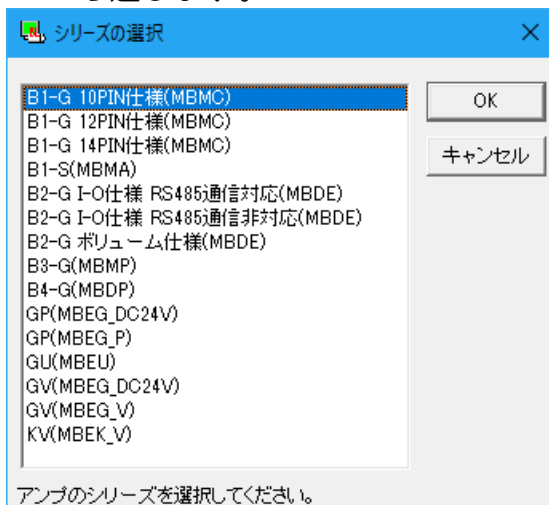 シリーズの選択
B1-G 10PIN仕様(MBMC)
OK
B1-G 12PIN仕様(MBMC)
B1-G 14PIN仕様(MBMC)
キャンセル
B1-S(MBMA)
B2-G I-O仕様 RS485通信対応(MBDE)
B2-G I-O仕様 RS485通信非対応(MBDE)
B2-G ボリューム仕様(MBDE)
B3-G(MBMP)
B4-G(MBDP)
GP(MBEG_DC24V)
GP(MBEG_P)
GU(MBEU)
GV(MBEG_DC24V)
GV(MBEG_V)
KV(MBEK_V)
アンプのシリーズを選択してください。